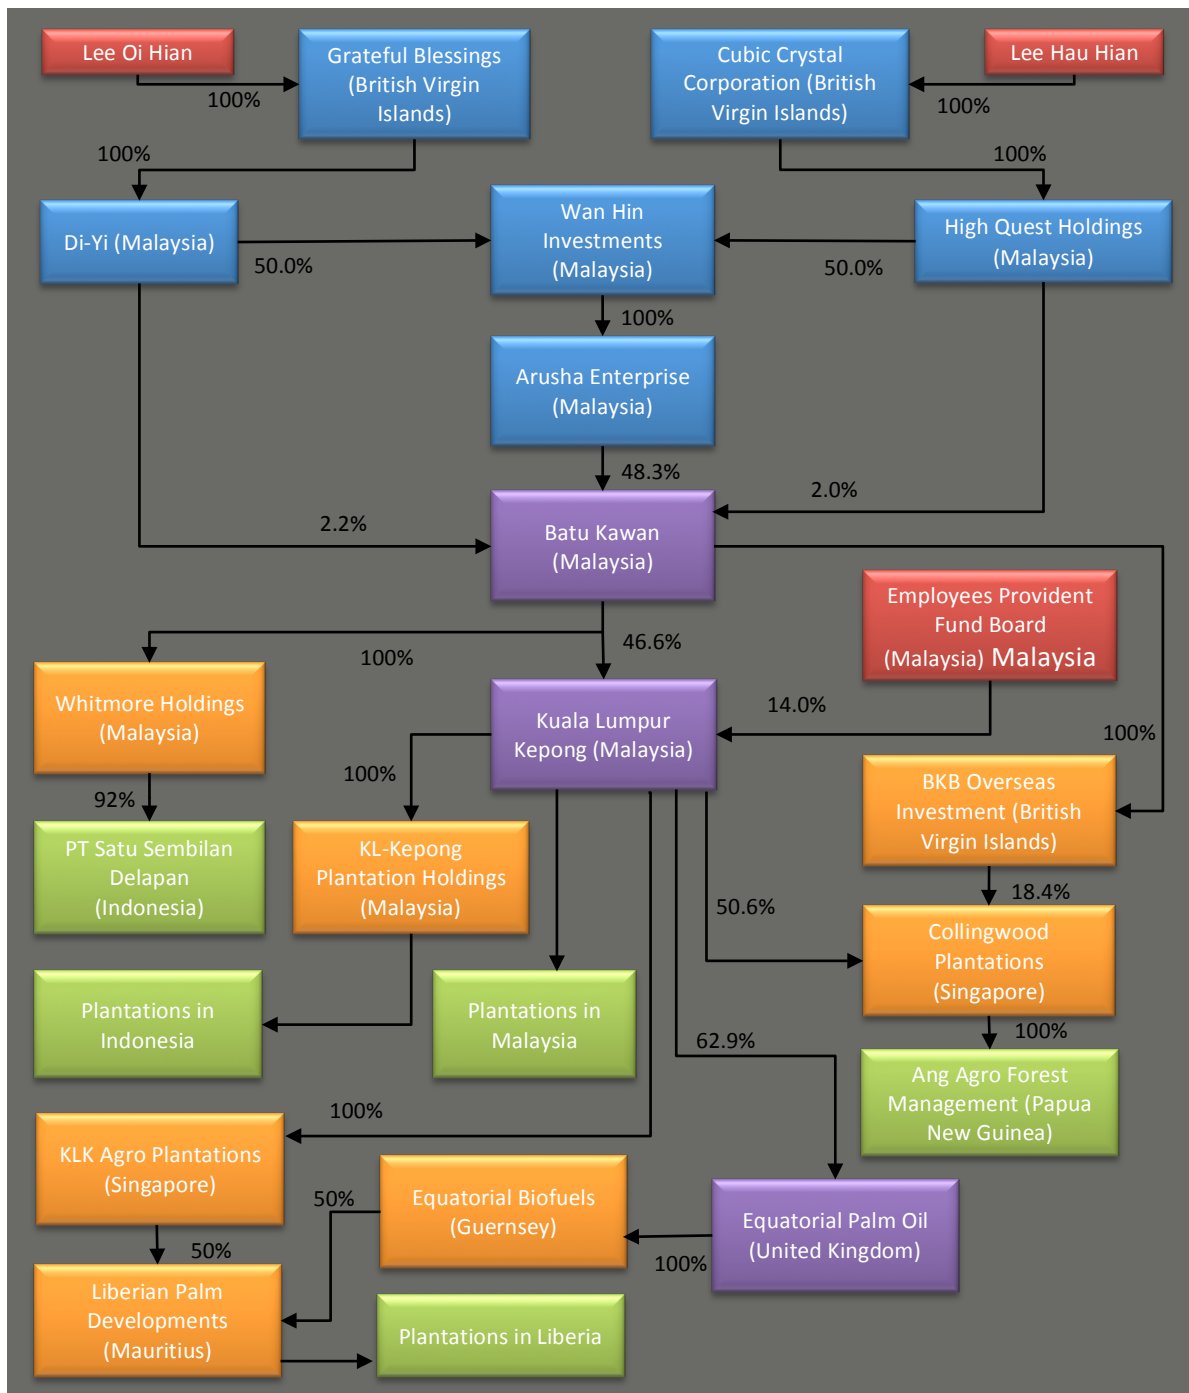 Lee Oi Hian
Grateful Blessings
(British Virgin
Islands)
Cubic Crystal
Corporation (British
Virgin Islands)
Lee Hau Hian
100%
100%
100%
100%
Di-Yi (Malaysia)
Wan Hin
Investments
(Malaysia)
High Quest Holdings
(Malaysia)
50.0%
50.0%
100%
Arusha Enterprise
(Malaysia)
48.3%
2.0%
2.2%
Batu Kawan
(Malaysia)
Employees Provident
Fund Board
(Malaysia) Malaysia
46.6%
100%
Whitmore Holdings
(Malaysia)
Kuala Lumpur
Kepong (Malaysia)
14.0%
100%
100%
92%
BKB Overseas
Investment (British
Virgin Islands)
PT Satu Sembilan
Delapan
(Indonesia)
KL-Kepong
Plantation Holdings
(Malaysia)
18.4%
50.6%
Collingwood
Plantations
(Singapore)
Plantations in
Indonesia
Plantations in
Malaysia
100%
62.9%
Ang Agro Forest
Management (Papua
New Guinea)
100%
KLK Agro Plantations
(Singapore)
Equatorial Biofuels
(Guernsey)
50%
Equatorial Palm Oil
(United Kingdom)
50%
100%
Liberian Palm
Developments
(Mauritius)
Plantations in Liberia